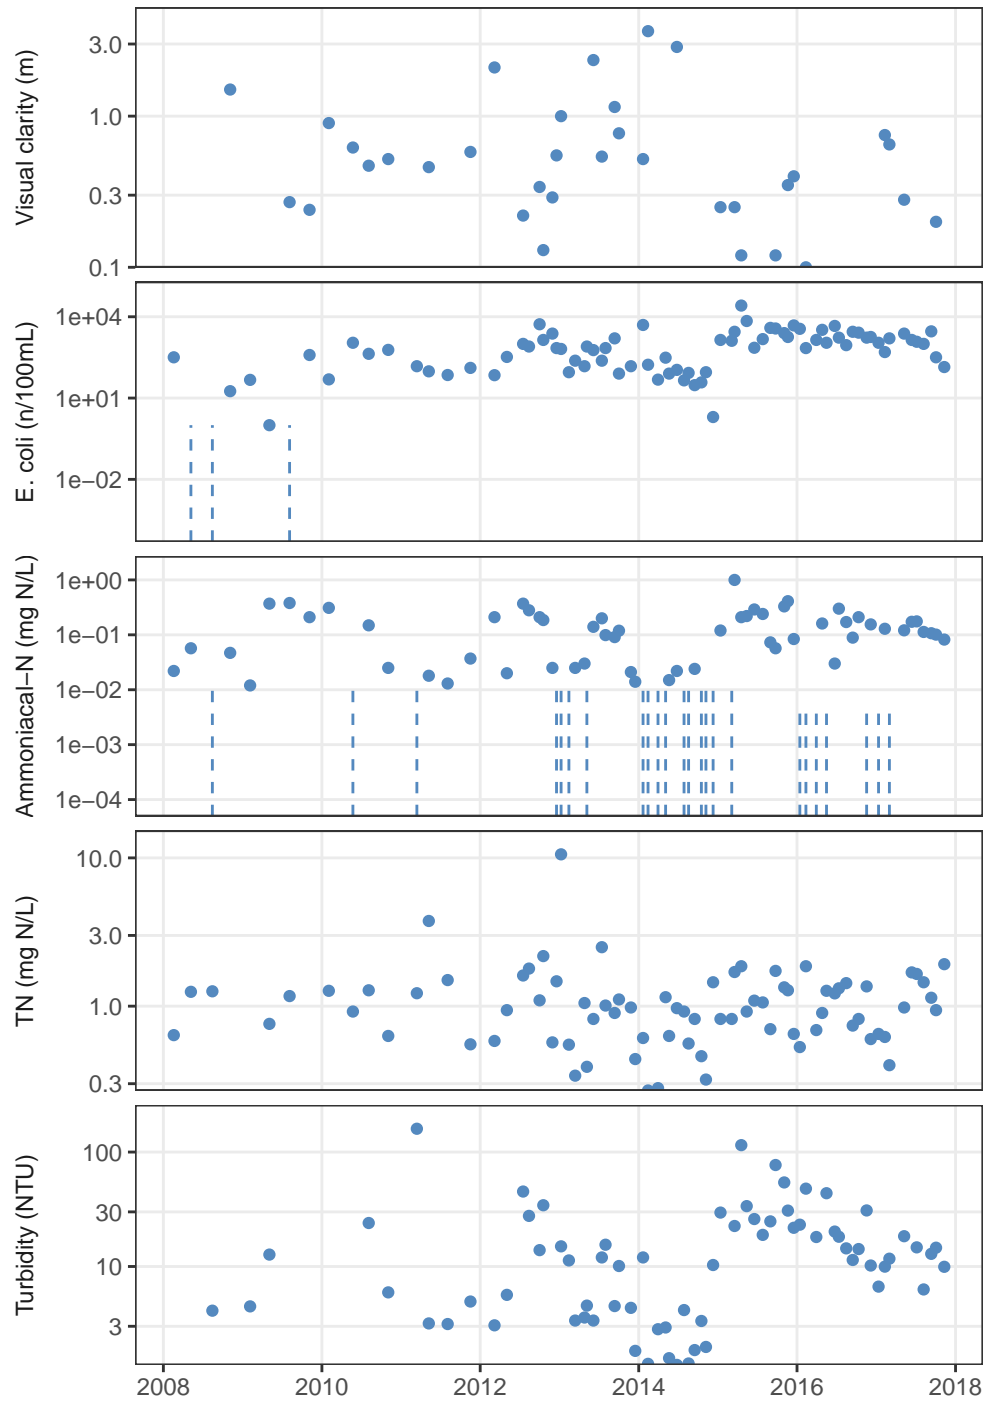 Visual clarity (m)
3.0
1.0
0.3
0.1
E. coli (n/100mL)
1e+04
1e+01
1e−02
Ammoniacal−N (mg N/L)
1e+00
1e−01
1e−02
1e−03
1e−04
TN (mg N/L)
10.0
3.0
1.0
0.3
Turbidity (NTU)
100
30
10
3
2008 2010 2012 2014 2016 2018